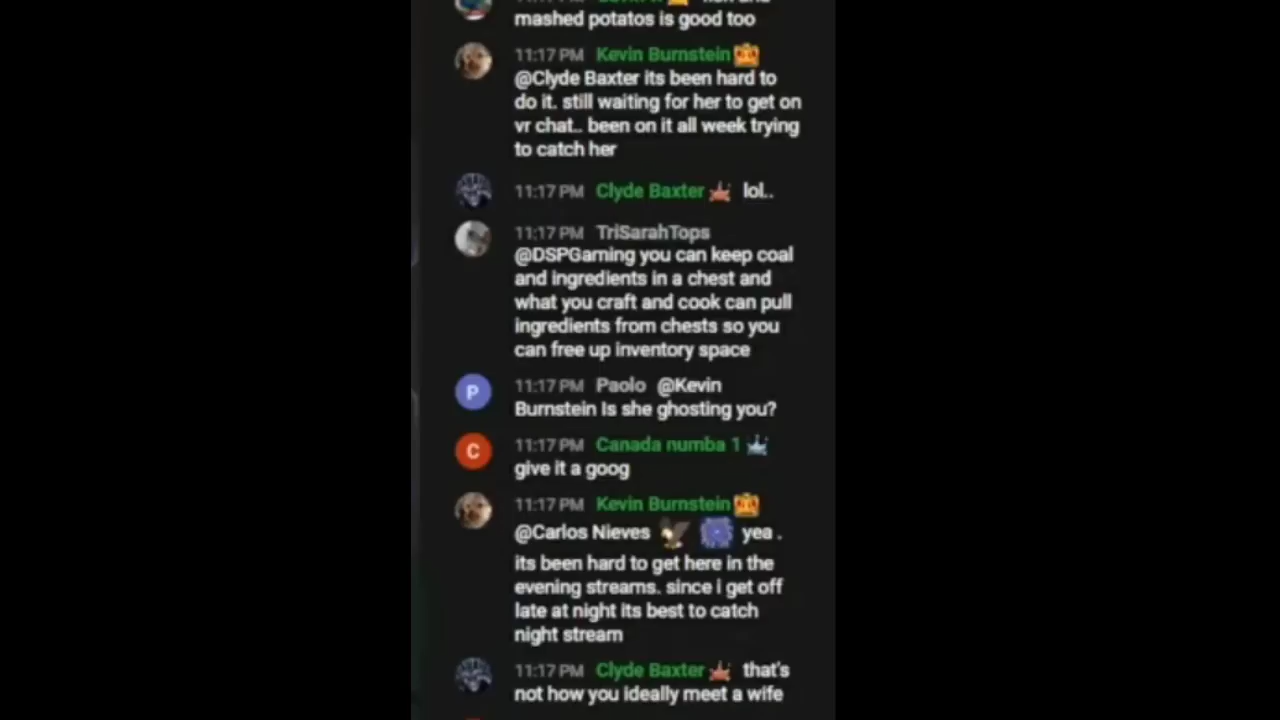 mashed potatos is good too
11:17 PM Kevin Burnstein
@Clyde Baxter its been hard to
do it. still waiting for her to get on
vr chat.. been on it all week trying
to catch her
11:17 PM Clyde Baxter lol..
11:17 PM TriSarahTops
@DSPGaming you can keep coal
and ingredients in a chest and
what you craft and cook can pull
ingredients from chests so you
can free up inventory space
P
11:17 PM Paolo @Kevin
Burnstein Is she ghosting you?
C
11:17 PM Canada numba 1
give it a goog
11:17 PM Kevin Burnstein
@Carlos Nieves yea .
its been hard to get here in the
evening streams. since i get off
late at night its best to catch
night stream
11:17 PM Clyde Baxter that's
not how you ideally meet a wife